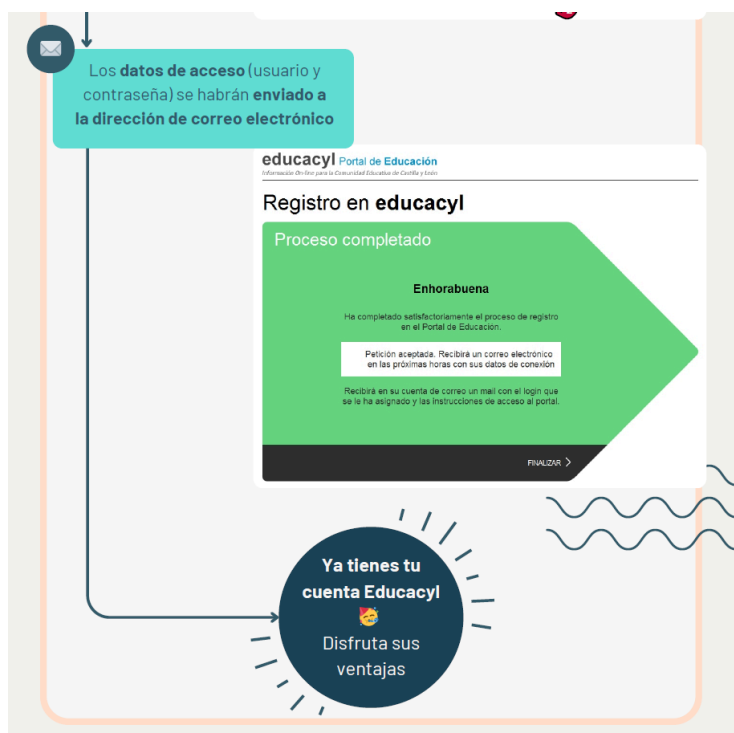 Los datos de acceso (usuario y
contraseña) se habrán enviado a
la dirección de correo electrónico
educacyl Portal de Educación
Información On-line para la Comunidad Educativa de Castilla y León
Registro en educacyl
Proceso completado
Enhorabuena
Ha completado satisfactoriamente el proceso de registro
en el Portal de Educación.
Petición aceptada. Recibirá un correo electrónico
en las próximas horas con sus datos de conexión
Recibirá en su cuenta de correo un mail con el login que
se le ha asignado y las instrucciones de acceso al portal.
FINALIZAR
Ya tienes tu
cuenta Educacyl
Disfruta sus
ventajas